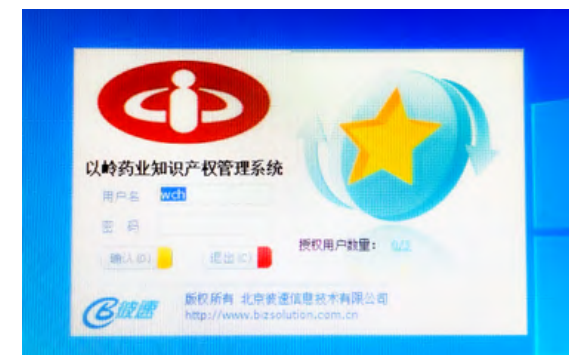 以岭药业知识产权管理系统
用户名 wch
密 码
确认(O) 退出(C)
授权用户数量:
彼速
版权所有 北京彼速信息技术有限公司
http://www.bizsolution.com.cn